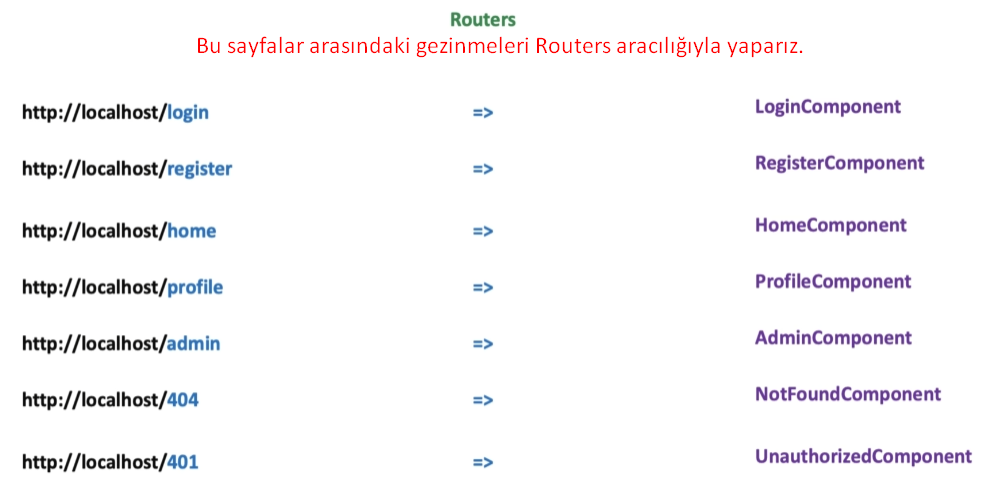 Routers
Bu sayfalar arasındaki gezinmeleri Routers aracılığıyla yaparız.
http://localhost/login => LoginComponent
http://localhost/register => RegisterComponent
http://localhost/home => HomeComponent
http://localhost/profile => ProfileComponent
http://localhost/admin => AdminComponent
http://localhost/404 => NotFoundComponent
http://localhost/401 => UnauthorizedComponent